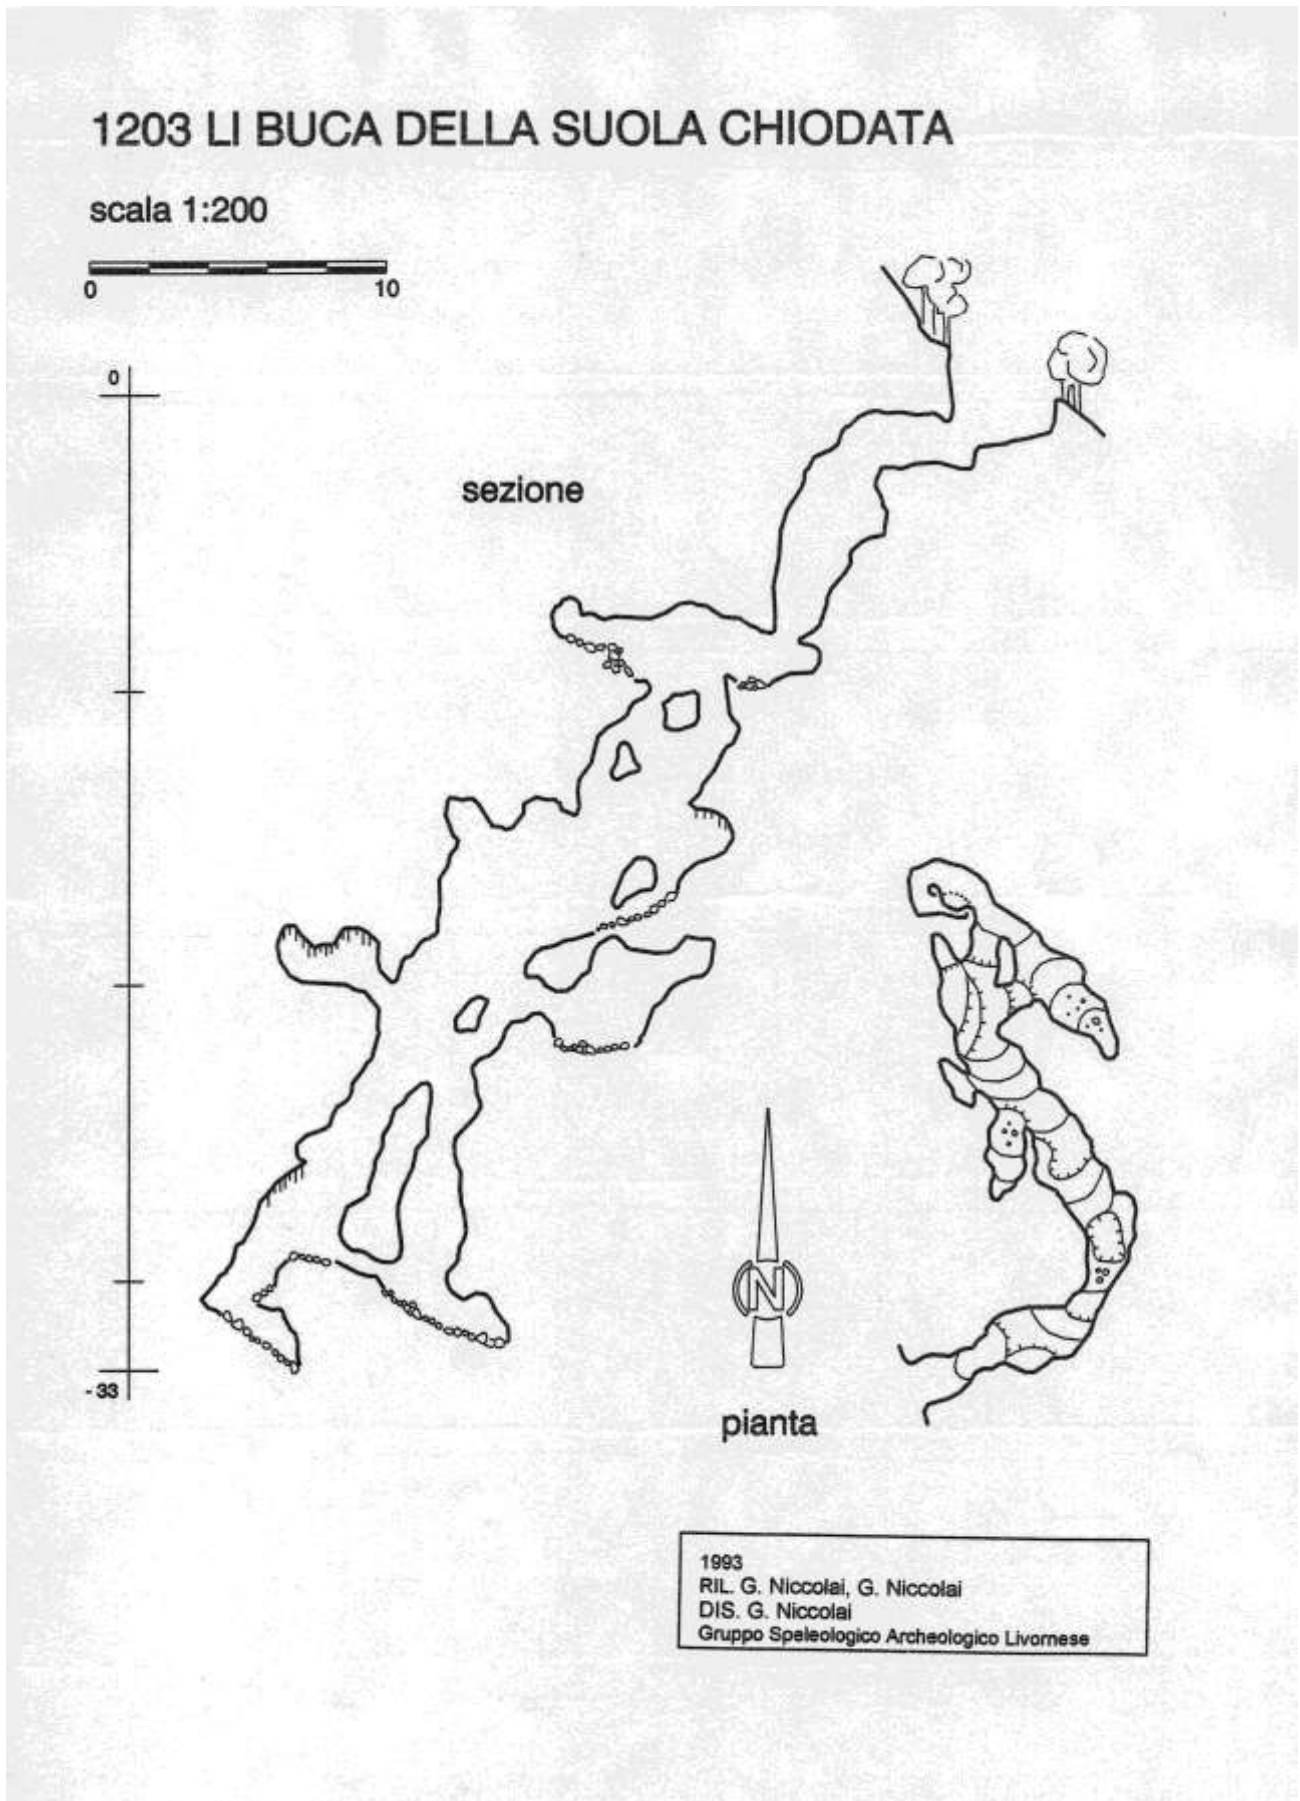 1203 LI BUCA DELLA SUOLA CHIODATA
scala 1:200
0 10
0
sezione
N
-33
pianta
1993
RIL. G. Niccolai, G. Niccolai
DIS. G. Niccolai
Gruppo Speleologico Archeologico Livornese